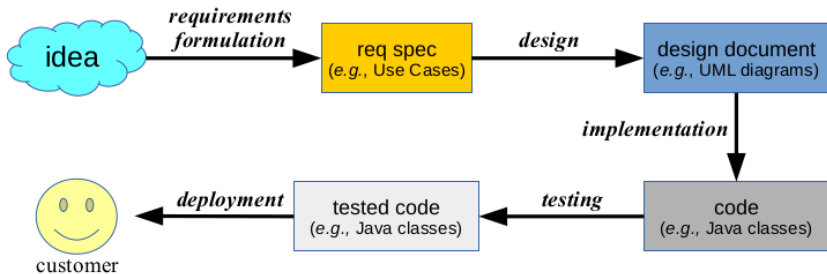 idea
requirements
formulation
req spec
(e.g., Use Cases)
design
design document
(e.g., UML diagrams)
implementation
code
(e.g., Java classes)
testing
tested code
(e.g., Java classes)
deployment
customer